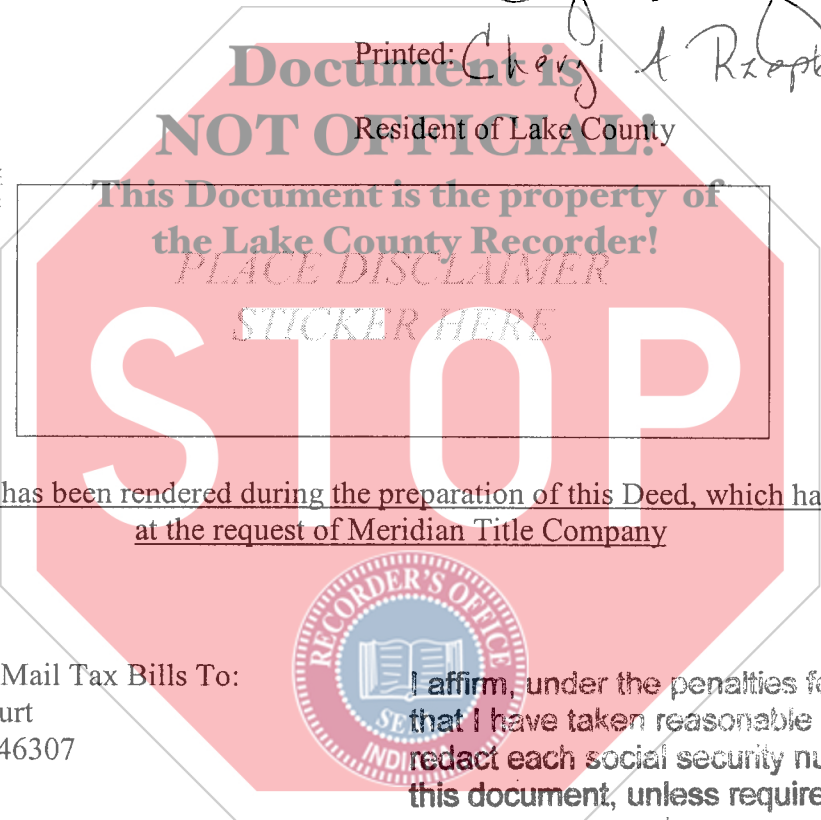 Printed: Cheryl A
Document is
NOT OFFICIAL!
Resident of Lake County
This Document is the property of
the Lake County Recorder!
PLACE DISCLAIMER
STICKER HERE
STOP
has been rendered during the preparation of this Deed, which ha
at the request of Meridian Title Company
RECORDER'S OFFICE
SE
INDI
Mail Tax Bills To:
urt
46307
I affirm, under the penalties fo
that I have taken reasonable
redact each social security nu
this document, unless require